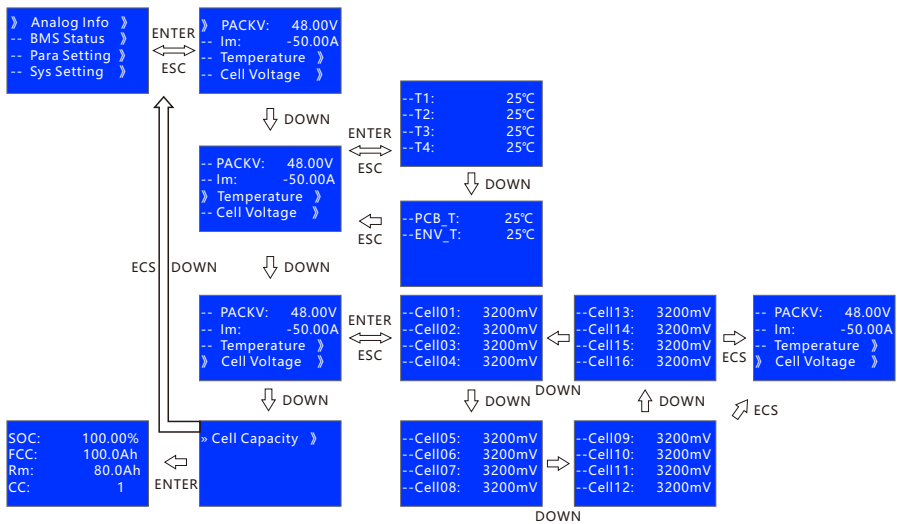 》 Analog Info 》
-- BMS Status 》
-- Para Setting 》
-- Sys Setting 》
ENTER
ESC
》 PACKV: 48.00V
-- Im: -50.00A
-- Temperature 》
-- Cell Voltage 》
DOWN
-- PACKV: 48.00V
-- Im: -50.00A
》 Temperature 》
-- Cell Voltage 》
ENTER
ESC
--T1: 25℃
--T2: 25℃
--T3: 25℃
--T4: 25℃
DOWN
--PCB_T: 25℃
--ENV_T: 25℃
ESC
ECS DOWN
DOWN
-- PACKV: 48.00V
-- Im: -50.00A
-- Temperature 》
》 Cell Voltage 》
ENTER
ESC
--Cell01: 3200mV
--Cell02: 3200mV
--Cell03: 3200mV
--Cell04: 3200mV
DOWN
--Cell13: 3200mV
--Cell14: 3200mV
--Cell15: 3200mV
--Cell16: 3200mV
ECS
-- PACKV: 48.00V
-- Im: -50.00A
-- Temperature 》
》 Cell Voltage 》
DOWN
DOWN
DOWN
ECS
SOC: 100.00%
FCC: 100.0Ah
Rm: 80.0Ah
CC: 1
ENTER
» Cell Capacity 》
--Cell05: 3200mV
--Cell06: 3200mV
--Cell07: 3200mV
--Cell08: 3200mV
DOWN
--Cell09: 3200mV
--Cell10: 3200mV
--Cell11: 3200mV
--Cell12: 3200mV